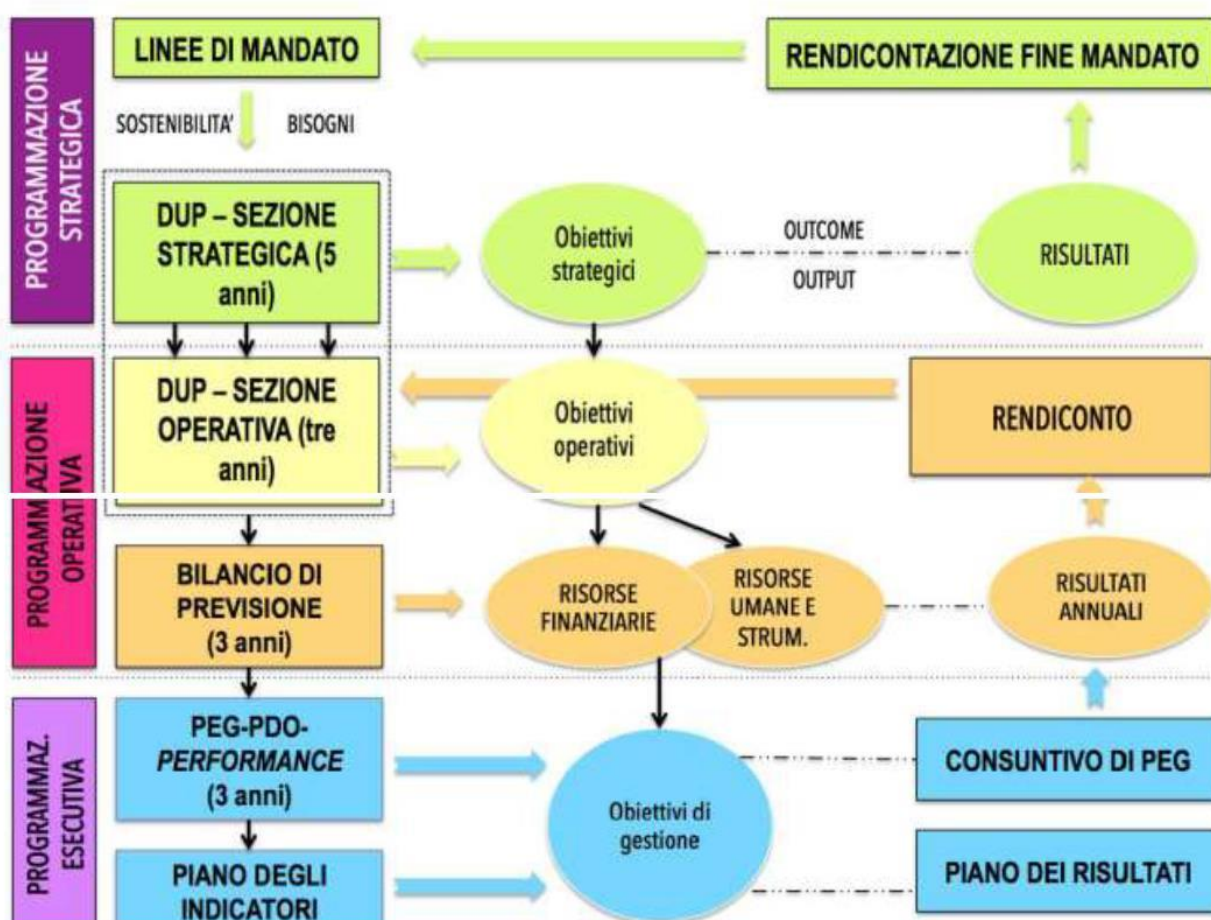 PROGRAMMAZIONE
STRATEGICA
LINEE DI MANDATO
RENDICONTAZIONE FINE MANDATO
SOSTENIBILITA' BISOGNI
DUP – SEZIONE
STRATEGICA (5
anni)
Obiettivi
strategici
OUTCOME
OUTPUT
RISULTATI
PROGRAMMAZIONE
OPERATIVA
DUP – SEZIONE
OPERATIVA (tre
anni)
Obiettivi
operativi
RENDICONTO
BILANCIO DI
PREVISIONE
(3 anni)
RISORSE
FINANZIARIE
RISORSE
UMANE E
STRUM.
RISULTATI
ANNUALI
PROGRAMMAZ.
ESECUTIVA
PEG-PDO-
PERFORMANCE
(3 anni)
Obiettivi di
gestione
CONSUNTIVO DI PEG
PIANO DEGLI
INDICATORI
PIANO DEI RISULTATI